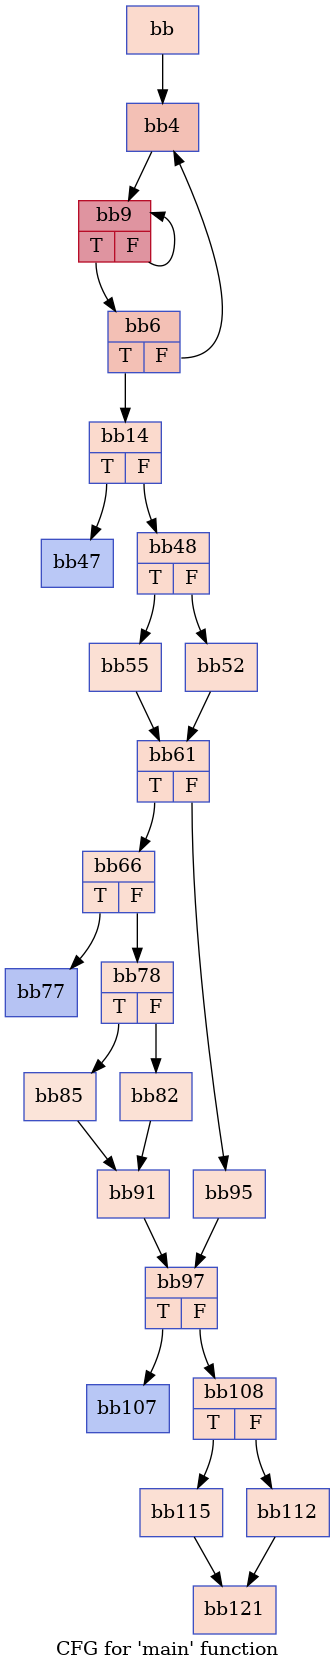 bb
bb4
bb9
T F
bb6
T F
bb14
T F
bb47
bb48
T F
bb55
bb52
bb61
T F
bb66
T F
bb77
bb78
T F
bb85
bb82
bb91
bb95
bb97
T F
bb107
bb108
T F
bb115
bb112
bb121
CFG for 'main' function